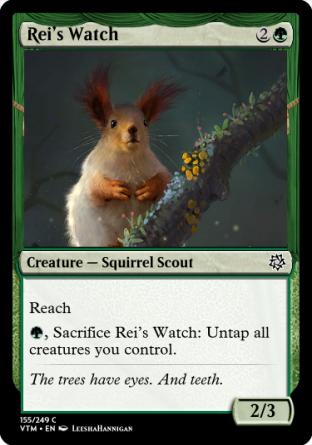 Rei's Watch 2
Creature — Squirrel Scout
Reach
, Sacrifice Rei's Watch: Untap all
creatures you control.
The trees have eyes. And teeth.
2/3
155/249 C
VTM • EN LeeshaHannigan